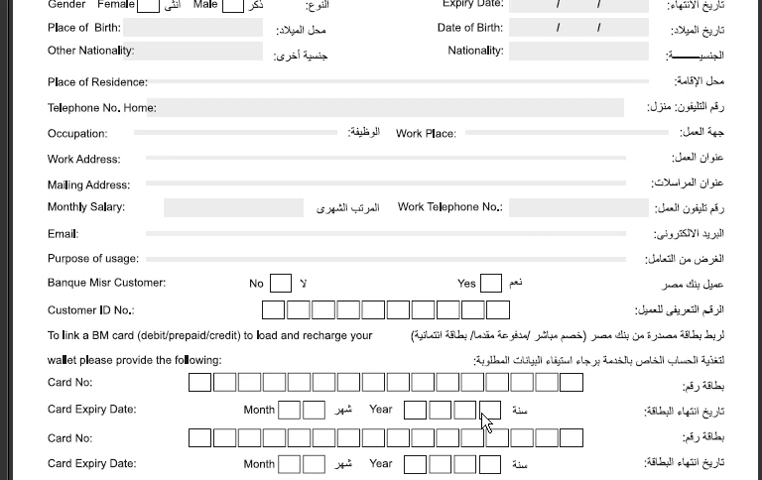 Gender Female أنثى Male ذكر النوع: Expiry Date: / / تاريخ الانتهاء:
Place of Birth: محل الميلاد: Date of Birth: / / تاريخ الميلاد:
Other Nationality: جنسية أخرى: Nationality: الجنسيـــــــة:
Place of Residence: محل الإقامة:
Telephone No. Home: رقم التليفون: منزل:
Occupation: الوظيفة: Work Place: جهة العمل:
Work Address: عنوان العمل:
Mailing Address: عنوان المراسلات:
Monthly Salary: المرتب الشهرى Work Telephone No.: رقم تليفون العمل:
Email: البريد الالكترونى:
Purpose of usage: الغرض من التعامل:
Banque Misr Customer: No لا Yes نعم عميل بنك مصر
Customer ID No.: الرقم التعريفى للعميل:
To link a BM card (debit/prepaid/credit) to load and recharge your لربط بطاقة مصدرة من بنك مصر (خصم مباشر /مدفوعة مقدما/ بطاقة ائتمانية)
wallet please provide the following: لتغذية الحساب الخاص بالخدمة برجاء استيفاء البيانات المطلوبة:
Card No: بطاقة رقم:
Card Expiry Date: Month شهر Year سنة تاريخ انتهاء البطاقة:
Card No: بطاقة رقم:
Card Expiry Date: Month شهر Year سنة تاريخ انتهاء البطاقة: